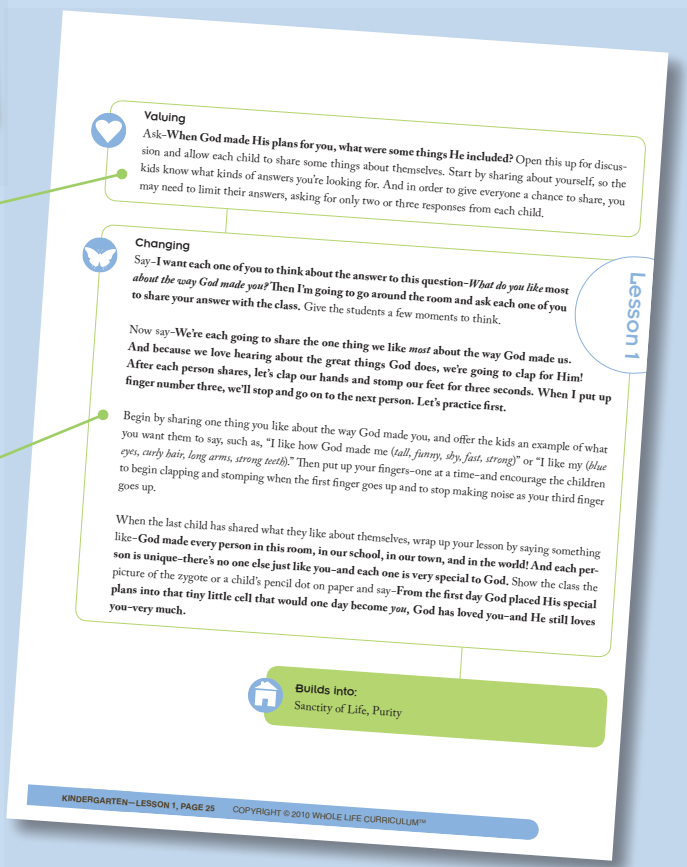 Valuing
Ask–When God made His plans for you, what were some things He included? Open this up for discus-
sion and allow each child to share some things about themselves. Start by sharing about yourself, so the
kids know what kinds of answers you're looking for. And in order to give everyone a chance to share, you
may need to limit their answers, asking for only two or three responses from each child.
Changing
Say–I want each one of you to think about the answer to this question–What do you like most
about the way God made you? Then I'm going to go around the room and ask each one of you
to share your answer with the class. Give the students a few moments to think.
Lesson 1
Now say–We're each going to share the one thing we like most about the way God made us.
And because we love hearing about the great things God does, we're going to clap for Him!
After each person shares, let's clap our hands and stomp our feet for three seconds. When I put up
finger number three, we'll stop and go on to the next person. Let's practice first.
Begin by sharing one thing you like about the way God made you, and offer the kids an example of what
you want them to say, such as, "I like how God made me (tall, funny, shy, fast, strong)" or "I like my (blue
eyes, curly hair, long arms, strong teeth)." Then put up your fingers–one at a time–and encourage the children
to begin clapping and stomping when the first finger goes up and to stop making noise as your third finger
goes up.
When the last child has shared what they like about themselves, wrap up your lesson by saying something
like–God made every person in this room, in our school, in our town, and in the world! And each per-
son is unique–there's no one else just like you–and each one is very special to God. Show the class the
picture of the zygote or a child's pencil dot on paper and say–From the first day God placed His special
plans into that tiny little cell that would one day become you, God has loved you–and He still loves
you–very much.
Builds into:
Sanctity of Life, Purity
KINDERGARTEN—LESSON 1, PAGE 25 COPYRIGHT © 2010 WHOLE LIFE CURRICULUM™